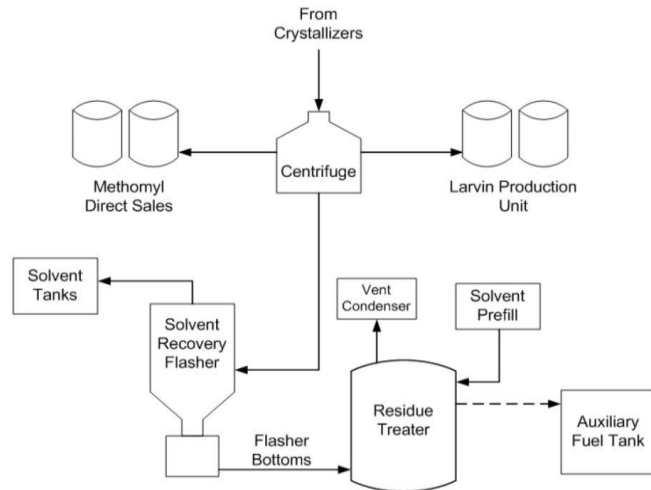 From
Crystallizers
Centrifuge
Methomyl
Direct Sales
Larvin Production
Unit
Solvent
Tanks
Solvent
Recovery
Flasher
Vent
Condenser
Solvent
Prefill
Residue
Treater
Auxiliary
Fuel Tank
Flasher
Bottoms